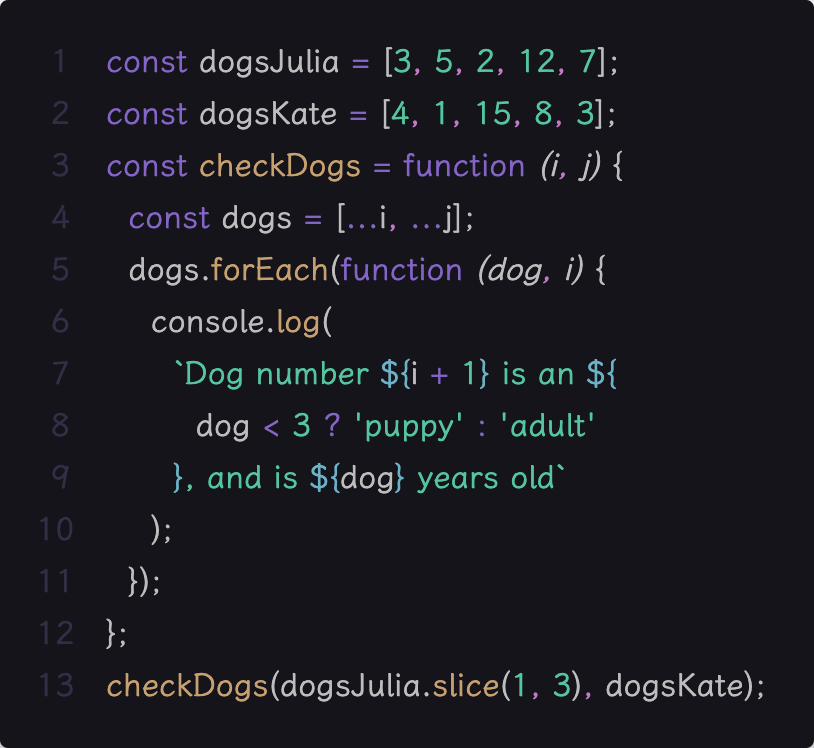 1 const dogsJulia = [3, 5, 2, 12, 7];
2 const dogsKate = [4, 1, 15, 8, 3];
3 const checkDogs = function (i, j) {
4   const dogs = [...i, ...j];
5   dogs.forEach(function (dog, i) {
6     console.log(
7       `Dog number ${i + 1} is an ${
8         dog < 3 ? 'puppy' : 'adult'
9       }, and is ${dog} years old`
10     );
11   });
12 };
13 checkDogs(dogsJulia.slice(1, 3), dogsKate);